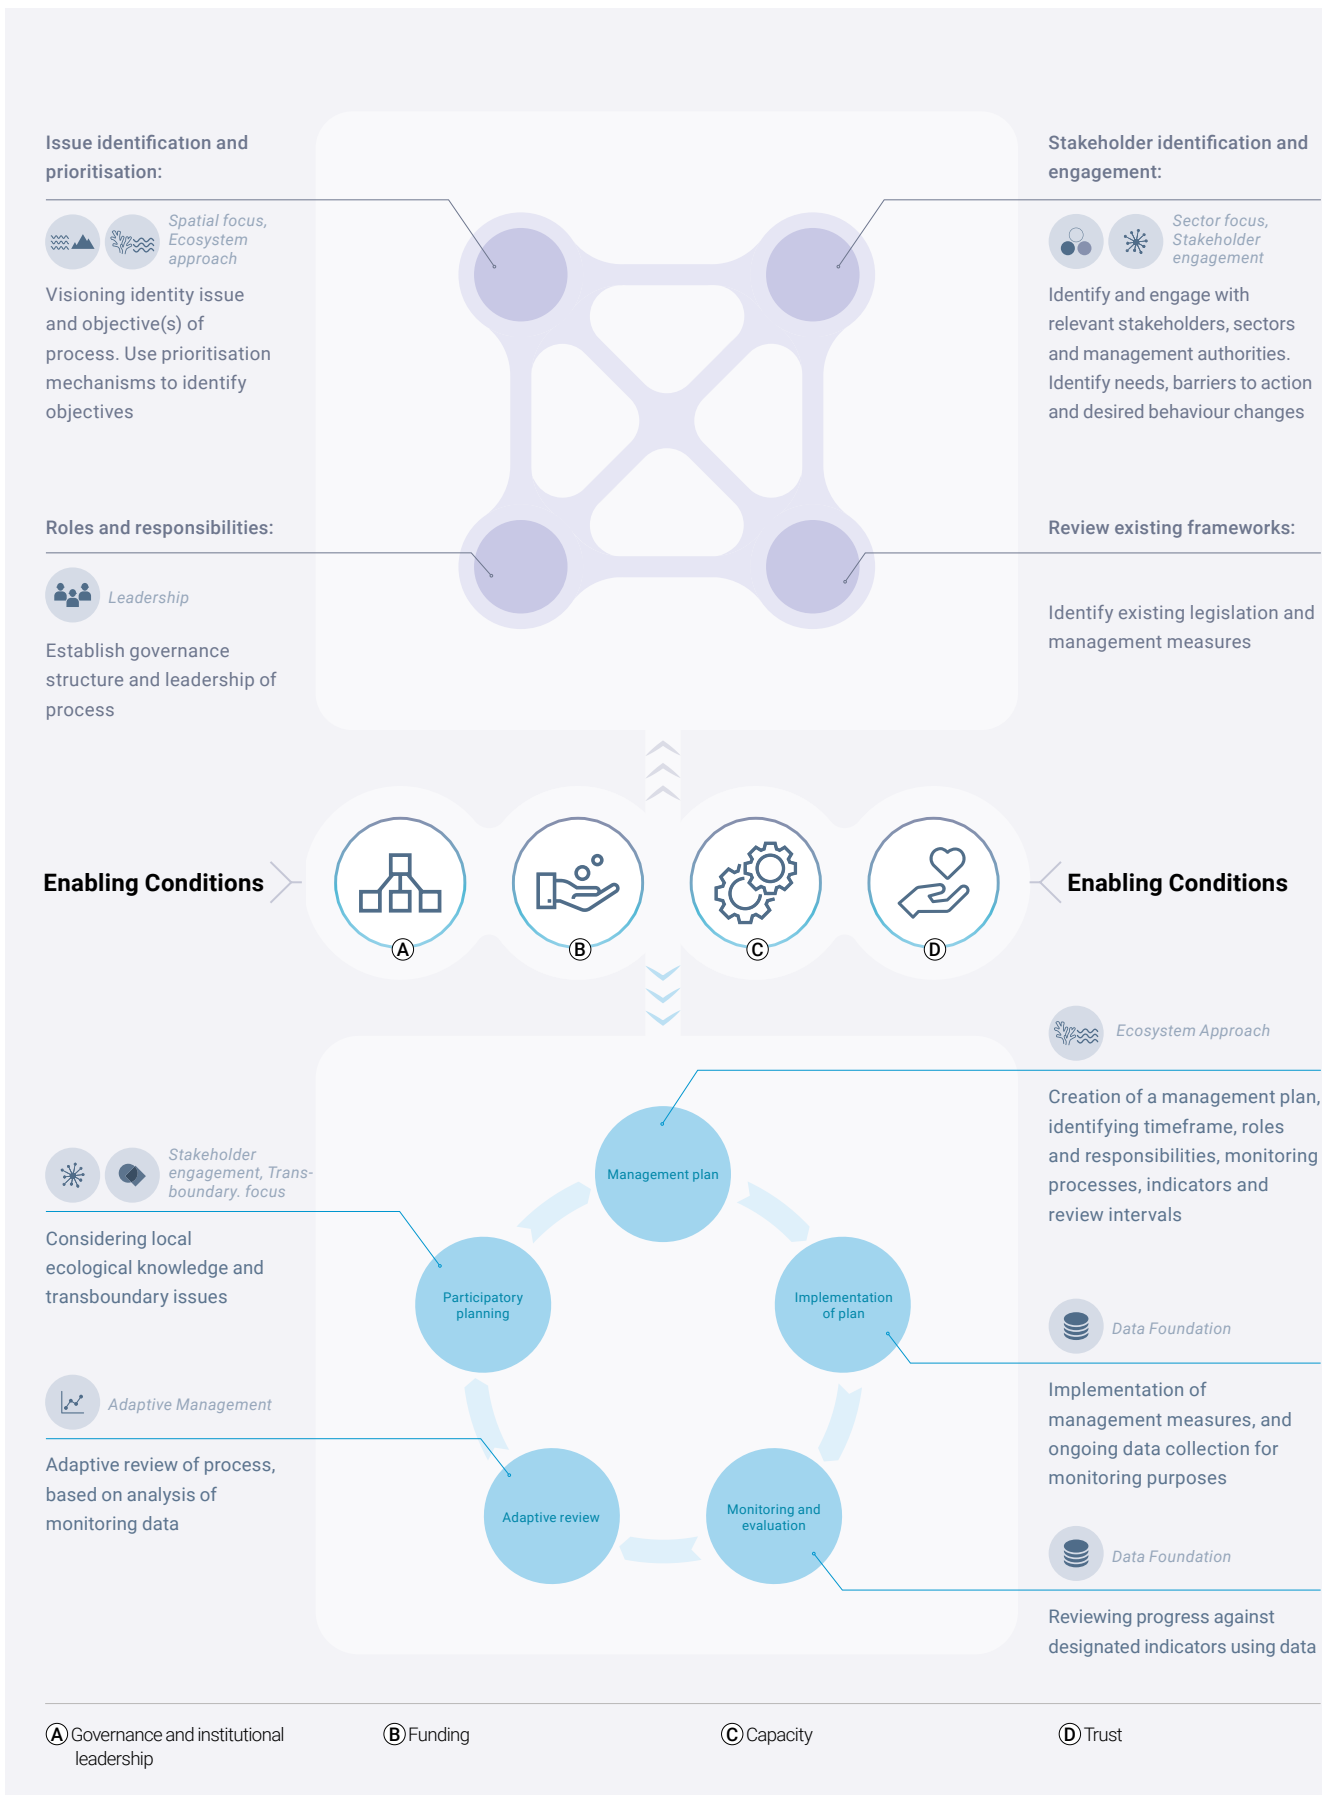 Issue identification and
prioritisation:
Spatial focus,
Ecosystem
approach
Visioning identity issue
and objective(s) of
process. Use prioritisation
mechanisms to identify
objectives
Stakeholder identification and
engagement:
Sector focus,
Stakeholder
engagement
Identify and engage with
relevant stakeholders, sectors
and management authorities.
Identify needs, barriers to action
and desired behaviour changes
Roles and responsibilities:
Leadership
Establish governance
structure and leadership of
process
Review existing frameworks:
Identify existing legislation and
management measures
Enabling Conditions
A
B
C
D
Enabling Conditions
Ecosystem Approach
Creation of a management plan,
identifying timeframe, roles
and responsibilities, monitoring
processes, indicators and
review intervals
Stakeholder
engagement, Trans-
boundary. focus
Considering local
ecological knowledge and
transboundary issues
Management plan
Participatory
planning
Implementation
of plan
Data Foundation
Implementation of
management measures, and
ongoing data collection for
monitoring purposes
Adaptive Management
Adaptive review of process,
based on analysis of
monitoring data
Adaptive review
Monitoring and
evaluation
Data Foundation
Reviewing progress against
designated indicators using data
A Governance and institutional
leadership
B Funding
C Capacity
D Trust